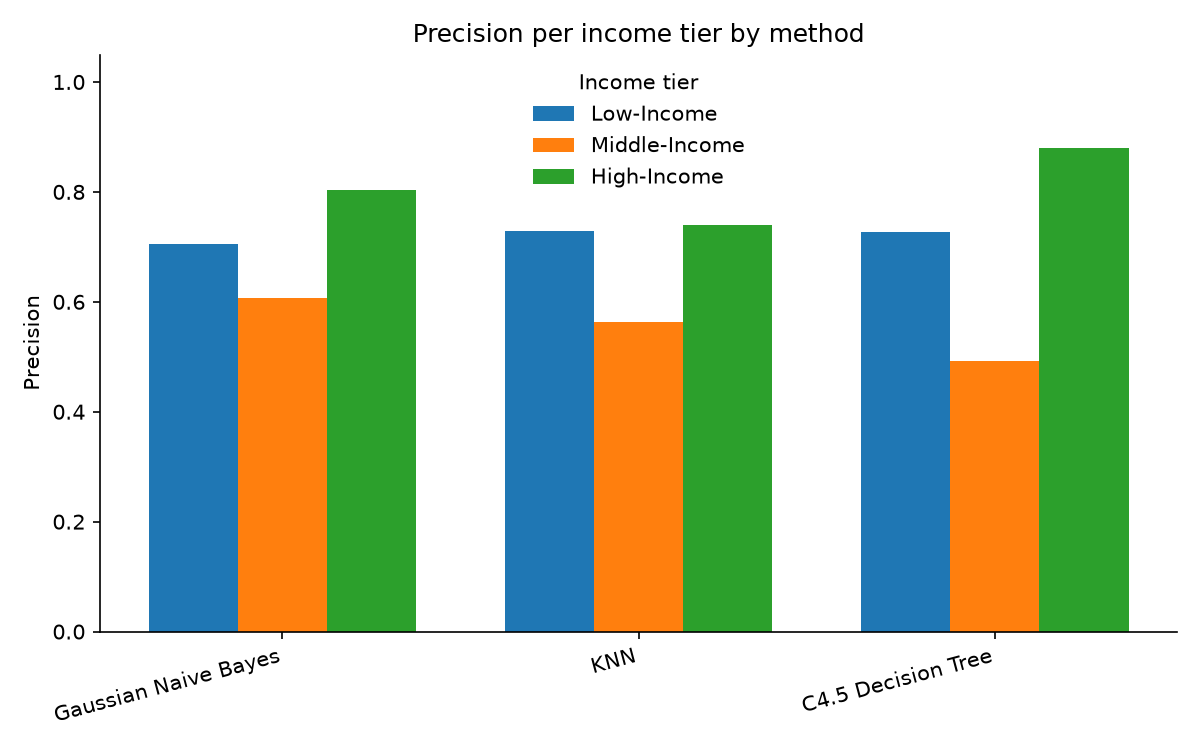 Precision per income tier by method
Income tier
Low-Income
Middle-Income
High-Income
Precision
1.0
0.8
0.6
0.4
0.2
0.0
Gaussian Naive Bayes
KNN
C4.5 Decision Tree